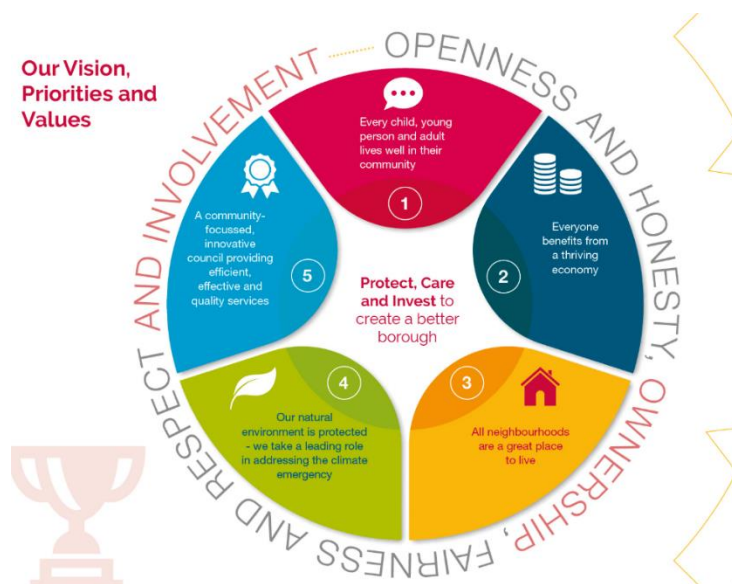 Our Vision,
Priorities and
Values
OPENNESS AND HONESTY, OWNERSHIP, FAIRNESS AND RESPECT AND INVOLVEMENT
Every child, young
person and adult
lives well in their
community
1
Everyone
benefits from
a thriving
economy
2
All neighbourhoods
are a great place
to live
3
Our natural
environment is protected
- we take a leading role
in addressing the climate
emergency
4
A community-
focussed,
innovative
council providing
efficient,
effective and
quality services
5
Protect, Care
and Invest to
create a better
borough